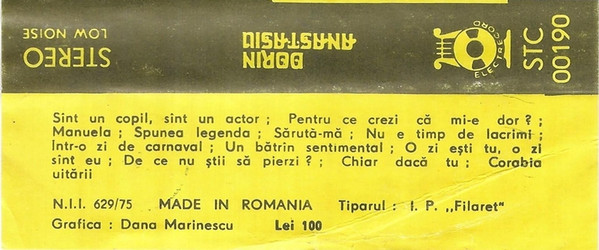 STEREO
LOW NOISE
DORIN
ANASTASIU
ELECTRECORD
STC
00190
Sint un copil, sint un actor ; Pentru ce crezi că mi-e dor? ;
Manuela ; Spunea legenda ; Sărută-mă ; Nu e timp de lacrimi ;
Intr-o zi de carnaval ; Un bătrin sentimental ; O zi ești tu, o zi
sint eu ; De ce nu știi să pierzi ? ; Chiar dacă tu ; Corabia
uitării
N.I.I. 629/75 MADE IN ROMANIA Tiparul : I. P. „Filaret"
Grafica : Dana Marinescu Lei 100